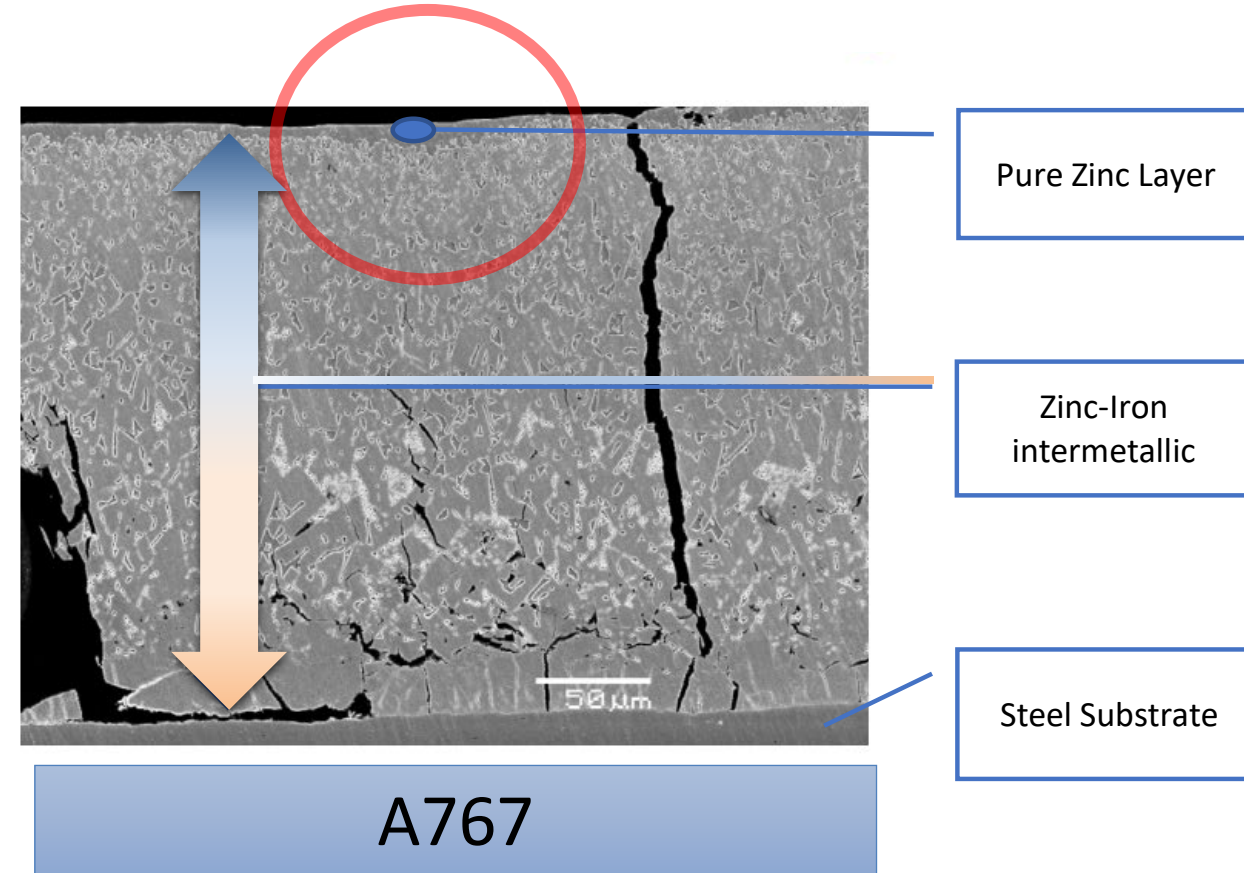 Pure Zinc Layer
Zinc-Iron
intermetallic
50 µm
Steel Substrate
A767